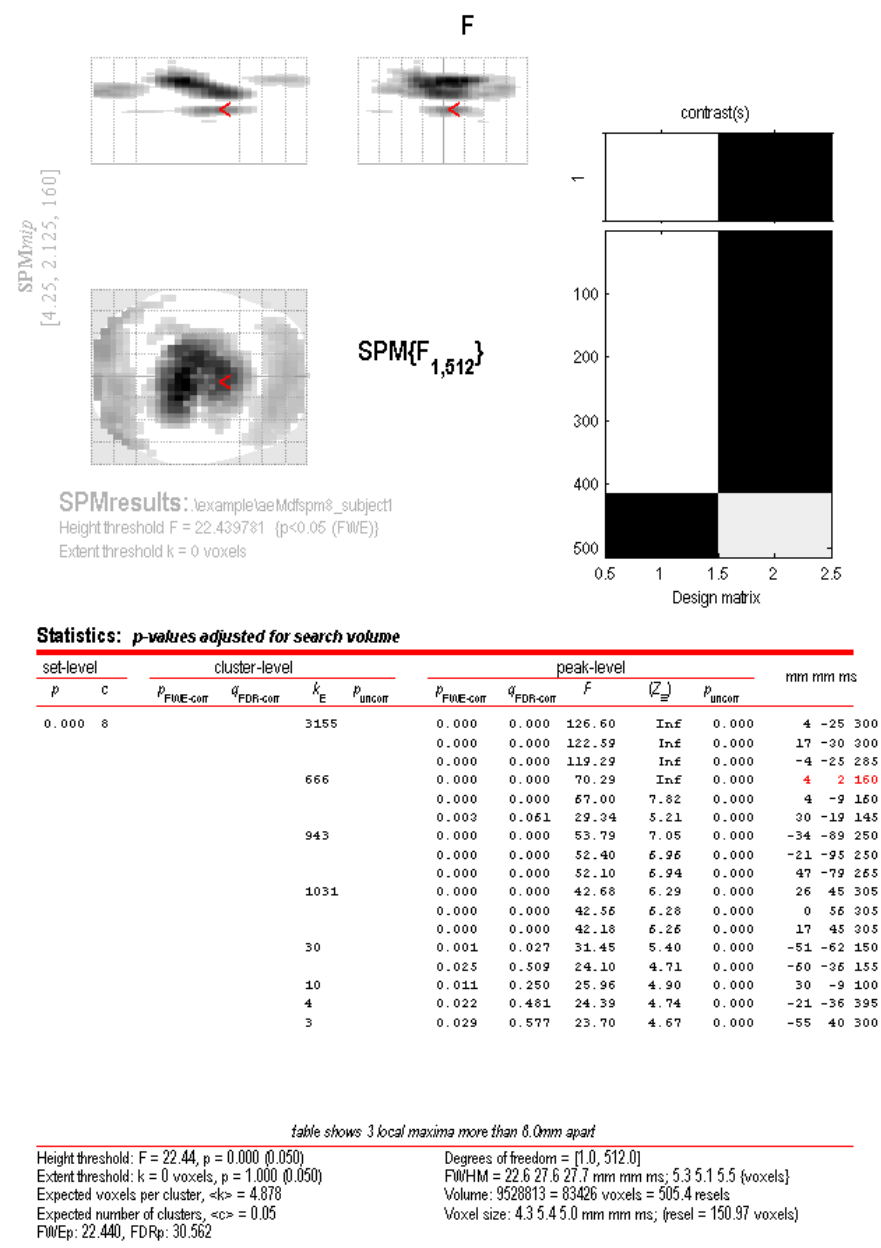 F
SPMmip
[4.25, 2.125, 160]
<
<
<
SPM{F1,512}
contrast(s)
1
100
200
300
400
500
0.5 1 1.5 2 2.5
Design matrix
SPMresults: .\example\aeMdfspm8_subject1
Height threshold F = 22.439781 {p<0.05 (FWE)}
Extent threshold k = 0 voxels
Statistics: p-values adjusted for search volume
set-level cluster-level peak-level mm mm ms
p c pFWE-corr qFDR-corr kE puncorr pFWE-corr qFDR-corr F (Z≡) puncorr
0.000 8 3155 0.000 0.000 126.60 Inf 0.000 4 -25 300
0.000 0.000 122.59 Inf 0.000 17 -30 300
0.000 0.000 119.29 Inf 0.000 -4 -25 285
666 0.000 0.000 70.29 Inf 0.000 4 2 160
0.000 0.000 67.00 7.82 0.000 4 -9 160
0.003 0.061 29.34 5.21 0.000 30 -19 145
943 0.000 0.000 53.79 7.05 0.000 -34 -89 250
0.000 0.000 52.40 6.96 0.000 -21 -95 250
0.000 0.000 52.10 6.94 0.000 47 -79 265
1031 0.000 0.000 42.68 6.29 0.000 26 45 305
0.000 0.000 42.56 6.28 0.000 0 56 305
0.000 0.000 42.18 6.26 0.000 17 45 305
30 0.001 0.027 31.45 5.40 0.000 -51 -62 150
0.025 0.509 24.10 4.71 0.000 -60 -36 155
10 0.011 0.250 25.96 4.90 0.000 30 -9 100
4 0.022 0.481 24.39 4.74 0.000 -21 -36 395
3 0.029 0.577 23.70 4.67 0.000 -55 40 300
table shows 3 local maxima more than 8.0mm apart
Height threshold: F = 22.44, p = 0.000 (0.050)
Extent threshold: k = 0 voxels, p = 1.000 (0.050)
Expected voxels per cluster, <k> = 4.878
Expected number of clusters, <c> = 0.05
FWEp: 22.440, FDRp: 30.562
Degrees of freedom = [1.0, 512.0]
FWHM = 22.6 27.6 27.7 mm mm ms; 5.3 5.1 5.5 {voxels}
Volume: 9528813 = 83426 voxels = 505.4 resels
Voxel size: 4.3 5.4 5.0 mm mm ms; (resel = 150.97 voxels)